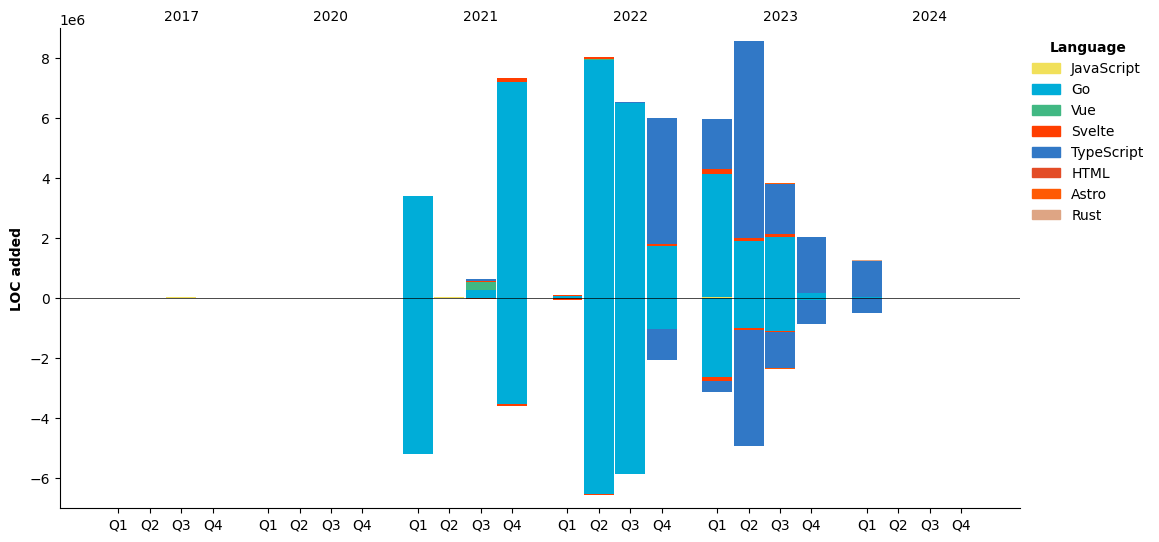 1e6
2017 2020 2021 2022 2023 2024
8
6
4
2
0
−2
−4
−6
LOC added
Q1 Q2 Q3 Q4 Q1 Q2 Q3 Q4 Q1 Q2 Q3 Q4 Q1 Q2 Q3 Q4 Q1 Q2 Q3 Q4 Q1 Q2 Q3 Q4
Language
JavaScript
Go
Vue
Svelte
TypeScript
HTML
Astro
Rust